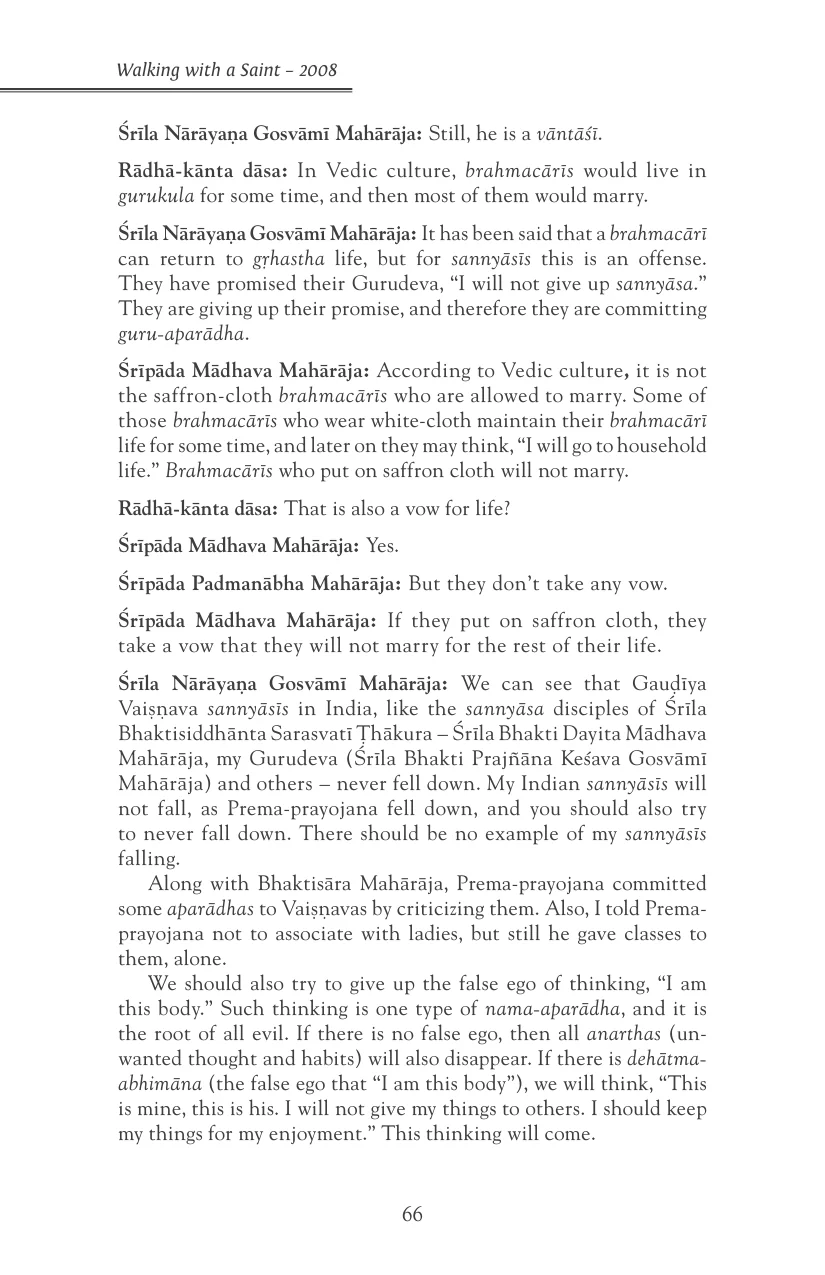 Walking with a Saint – 2008
Śrīla Nārāyaṇa Gosvāmī Mahārāja: Still, he is a vāntāśī.
Rādhā-kānta dāsa: In Vedic culture, brahmacārīs would live in
gurukula for some time, and then most of them would marry.
Śrīla Nārāyaṇa Gosvāmī Mahārāja: It has been said that a brahmacārī
can return to gṛhastha life, but for sannyāsīs this is an offense.
They have promised their Gurudeva, “I will not give up sannyāsa.”
They are giving up their promise, and therefore they are committing
guru-aparādha.
Śrīpāda Mādhava Mahārāja: According to Vedic culture, it is not
the saffron-cloth brahmacārīs who are allowed to marry. Some of
those brahmacārīs who wear white-cloth maintain their brahmacārī
life for some time, and later on they may think, “I will go to household
life.” Brahmacārīs who put on saffron cloth will not marry.
Rādhā-kānta dāsa: That is also a vow for life?
Śrīpāda Mādhava Mahārāja: Yes.
Śrīpāda Padmanābha Mahārāja: But they don’t take any vow.
Śrīpāda Mādhava Mahārāja: If they put on saffron cloth, they
take a vow that they will not marry for the rest of their life.
Śrīla Nārāyaṇa Gosvāmī Mahārāja: We can see that Gauḍīya
Vaiṣṇava sannyāsīs in India, like the sannyāsa disciples of Śrīla
Bhaktisiddhānta Sarasvatī Ṭhākura – Śrīla Bhakti Dayita Mādhava
Mahārāja, my Gurudeva (Śrīla Bhakti Prajñāna Keśava Gosvāmī
Mahārāja) and others – never fell down. My Indian sannyāsīs will
not fall, as Prema-prayojana fell down, and you should also try
to never fall down. There should be no example of my sannyāsīs
falling.
Along with Bhaktisāra Mahārāja, Prema-prayojana committed
some aparādhas to Vaiṣṇavas by criticizing them. Also, I told Prema-
prayojana not to associate with ladies, but still he gave classes to
them, alone.
We should also try to give up the false ego of thinking, “I am
this body.” Such thinking is one type of nama-aparādha, and it is
the root of all evil. If there is no false ego, then all anarthas (un-
wanted thought and habits) will also disappear. If there is dehātma-
abhimāna (the false ego that “I am this body”), we will think, “This
is mine, this is his. I will not give my things to others. I should keep
my things for my enjoyment.” This thinking will come.
66